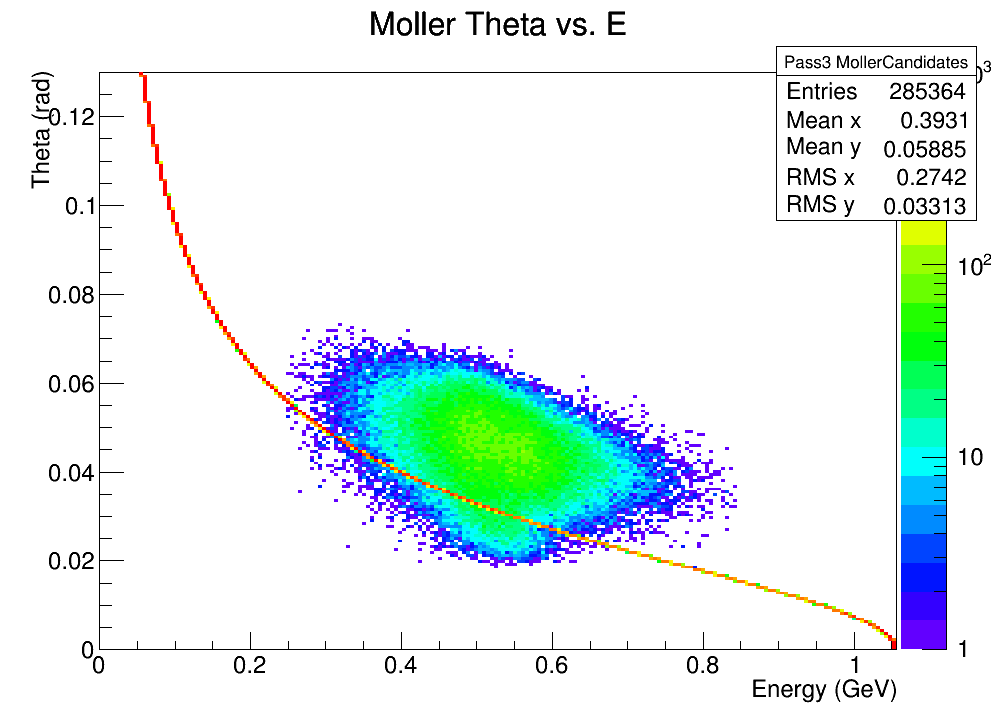 Moller Theta vs. E
Pass3 MollerCandidates
Entries 285364
Mean x 0.3931
Mean y 0.05885
RMS x 0.2742
RMS y 0.03313
Theta (rad)
0.12
0.1
0.08
0.06
0.04
0.02
0
0 0.2 0.4 0.6 0.8 1
Energy (GeV)
10²
10
1